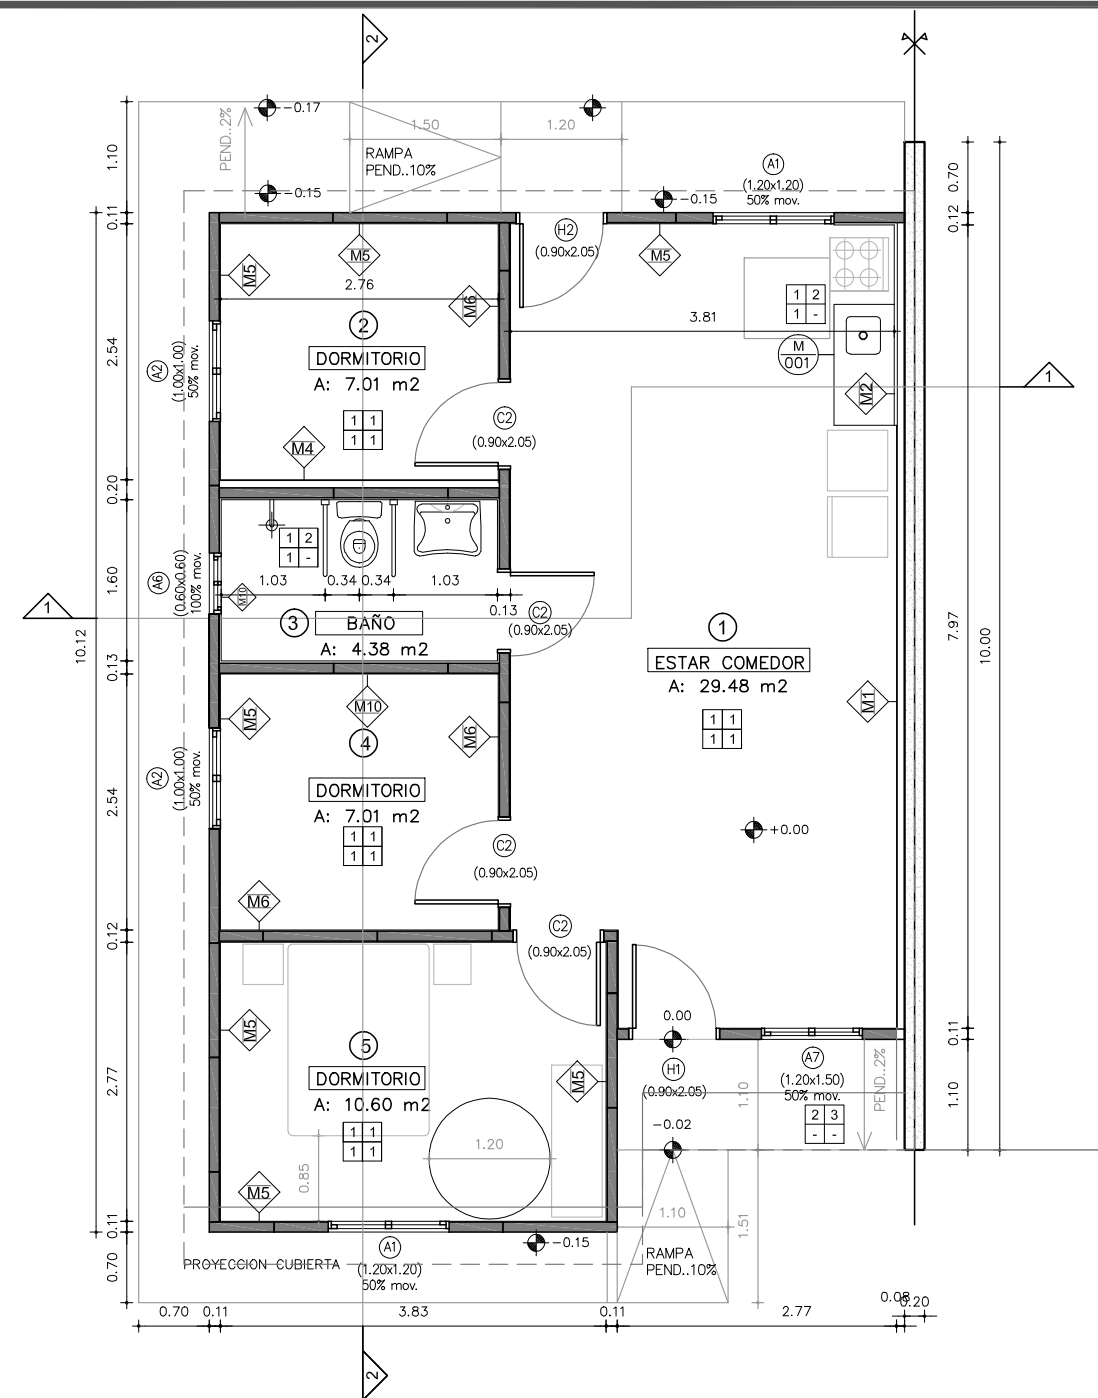 2
-0.17
1.50
1.20
PEND..2%
RAMPA
PEND..10%
1.10
-0.15
-0.15
A1
(1.20x1.20)
50% mov.
0.70
0.11
0.12
H2
(0.90x2.05)
M5
M5
M5
2.76
M6
1 2
1 -
3.81
2
DORMITORIO
A: 7.01 m2
1 1
1 1
M
001
M2
1
2.54
A2
(1.00x1.00)
50% mov.
C2
(0.90x2.05)
M4
0.20
1 2
1 -
1.60
A6
(0.60x0.60)
100% mov.
M10
1.03
0.34
0.34
1.03
0.13
C2
(0.90x2.05)
1
3
BAÑO
A: 4.38 m2
1
ESTAR COMEDOR
A: 29.48 m2
1 1
1 1
7.97
10.00
10.12
0.13
M5
M10
M6
M1
4
DORMITORIO
A: 7.01 m2
1 1
1 1
A2
(1.00x1.00)
50% mov.
2.54
+0.00
C2
(0.90x2.05)
M6
0.12
C2
(0.90x2.05)
M5
5
DORMITORIO
A: 10.60 m2
1 1
1 1
M5
0.00
H1
(0.90x2.05)
-0.02
1.10
A7
(1.20x1.50)
50% mov.
2 3
- -
PEND..2%
0.11
1.10
2.77
1.20
0.85
M5
1.10
1.51
0.11
0.70
A1
(1.20x1.20)
50% mov.
-0.15
RAMPA
PEND..10%
PROYECCION CUBIERTA
0.70
0.11
3.83
0.11
2.77
0.08
0.20
2